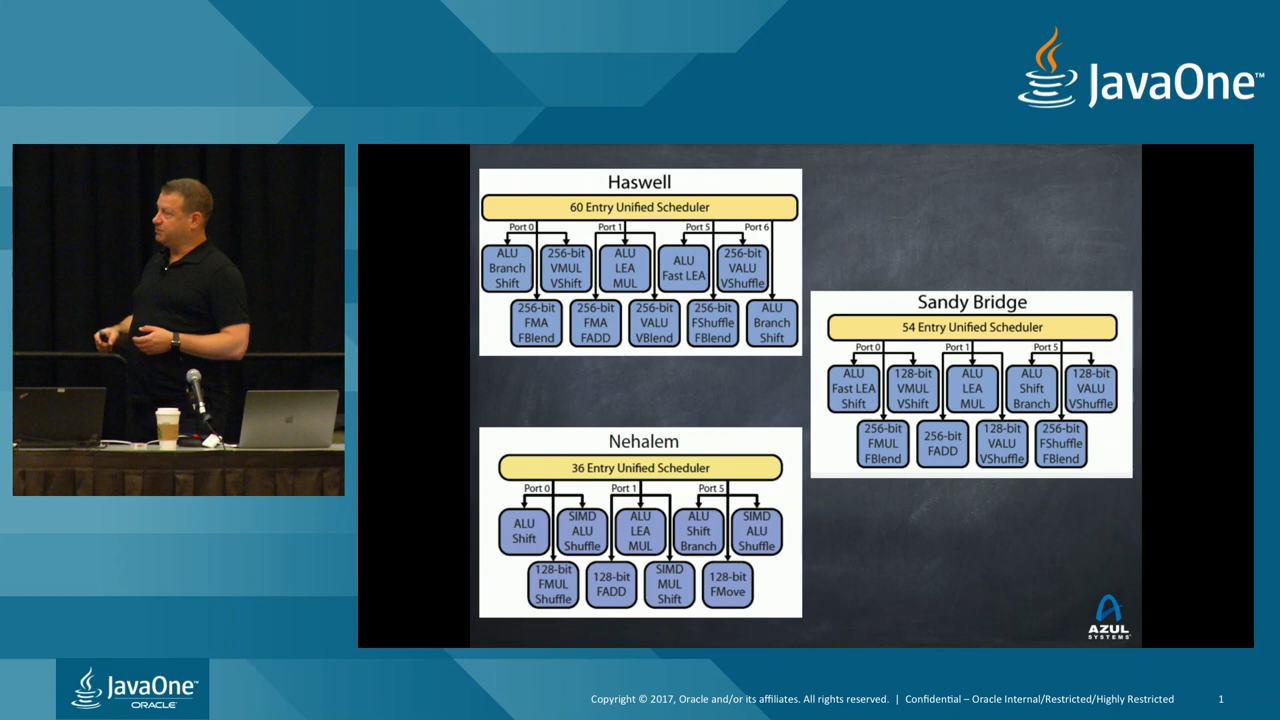 JavaOne™
Haswell
60 Entry Unified Scheduler
Port 0
Port 1
Port 5
Port 6
ALU
Branch
Shift
256-bit
VMUL
VShift
ALU
LEA
MUL
ALU
Fast LEA
256-bit
VALU
VShuffle
256-bit
FMA
FBlend
256-bit
FMA
FADD
256-bit
VALU
VBlend
256-bit
FShuffle
FBlend
ALU
Branch
Shift
Sandy Bridge
54 Entry Unified Scheduler
Port 0
Port 1
Port 5
ALU
Fast LEA
Shift
128-bit
VMUL
VShift
ALU
LEA
MUL
ALU
Shift
Branch
128-bit
VALU
VShuffle
256-bit
FMUL
FBlend
256-bit
FADD
128-bit
VALU
VShuffle
256-bit
FShuffle
FBlend
Nehalem
36 Entry Unified Scheduler
Port 0
Port 1
Port 5
ALU
Shift
SIMD
ALU
Shuffle
ALU
LEA
MUL
ALU
Shift
Branch
SIMD
ALU
Shuffle
128-bit
FMUL
Shuffle
128-bit
FADD
SIMD
MUL
Shift
128-bit
FMove
AZUL
SYSTEMS
JavaOne™
ORACLE
Copyright © 2017, Oracle and/or its affiliates. All rights reserved. | Confidential – Oracle Internal/Restricted/Highly Restricted 1